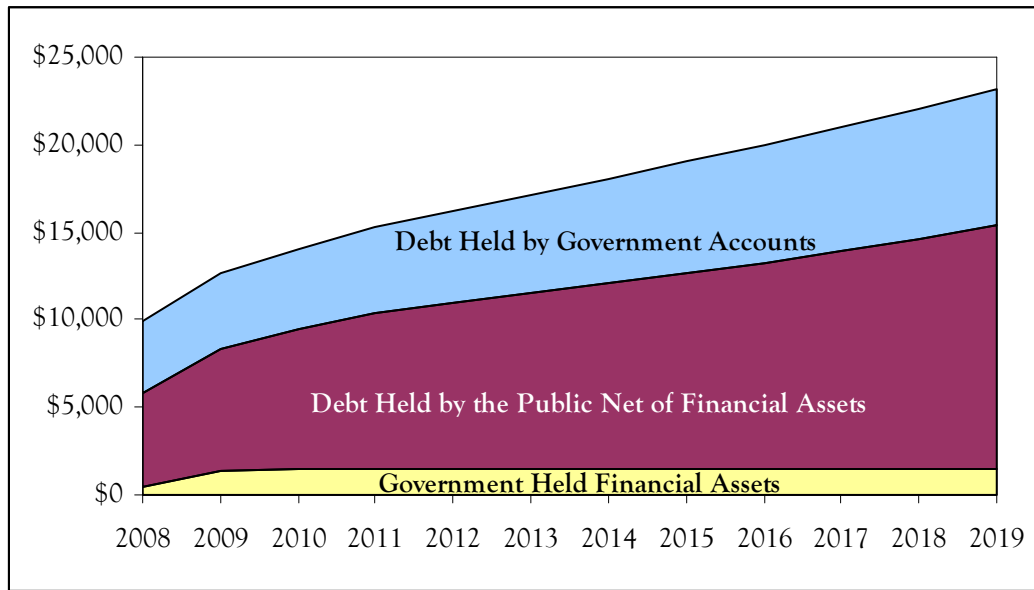 $25,000
$20,000
$15,000
Debt Held by Government Accounts
$10,000
$5,000
Debt Held by the Public Net of Financial Assets
Government Held Financial Assets
$0
2008 2009 2010 2011 2012 2013 2014 2015 2016 2017 2018 2019